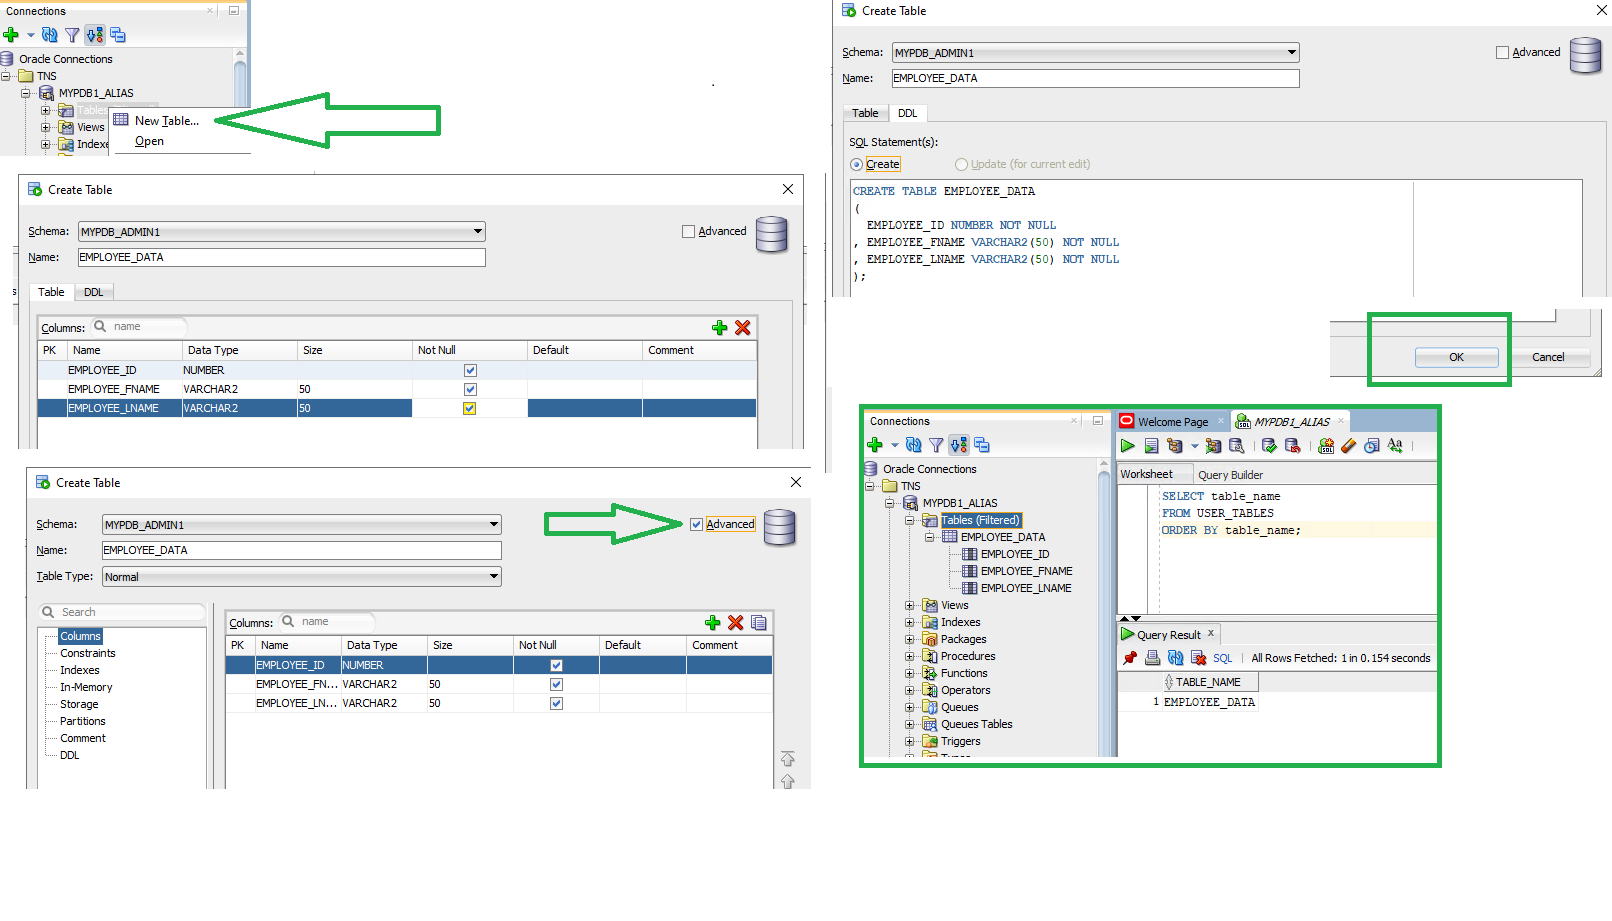 Connections
Oracle Connections
TNS
MYPDB1_ALIAS
Tables
Views
Indexe
New Table...
Open
Create Table
Schema: MYPDB_ADMIN1 Advanced
Name: EMPLOYEE_DATA
Table DDL
Columns: name
PK Name Data Type Size Not Null Default Comment
EMPLOYEE_ID NUMBER
EMPLOYEE_FNAME VARCHAR2 50
EMPLOYEE_LNAME VARCHAR2 50
Create Table
Schema: MYPDB_ADMIN1 Advanced
Name: EMPLOYEE_DATA
Table Type: Normal
Search
Columns
Constraints
Indexes
In-Memory
Storage
Partitions
Comment
DDL
Columns: name
PK Name Data Type Size Not Null Default Comment
EMPLOYEE_ID NUMBER
EMPLOYEE_FN... VARCHAR2 50
EMPLOYEE_LN... VARCHAR2 50
Create Table
Schema: MYPDB_ADMIN1 Advanced
Name: EMPLOYEE_DATA
Table DDL
SQL Statement(s):
Create Update (for current edit)
CREATE TABLE EMPLOYEE_DATA
(
EMPLOYEE_ID NUMBER NOT NULL
, EMPLOYEE_FNAME VARCHAR2(50) NOT NULL
, EMPLOYEE_LNAME VARCHAR2(50) NOT NULL
);
OK Cancel
Connections
Oracle Connections
TNS
MYPDB1_ALIAS
Tables (Filtered)
EMPLOYEE_DATA
EMPLOYEE_ID
EMPLOYEE_FNAME
EMPLOYEE_LNAME
Views
Indexes
Packages
Procedures
Functions
Operators
Queues
Queues Tables
Triggers
Welcome Page MYPDB1_ALIAS
Worksheet Query Builder
SELECT table_name
FROM USER_TABLES
ORDER BY table_name;
Query Result x
SQL | All Rows Fetched: 1 in 0.154 seconds
TABLE_NAME
1 EMPLOYEE_DATA